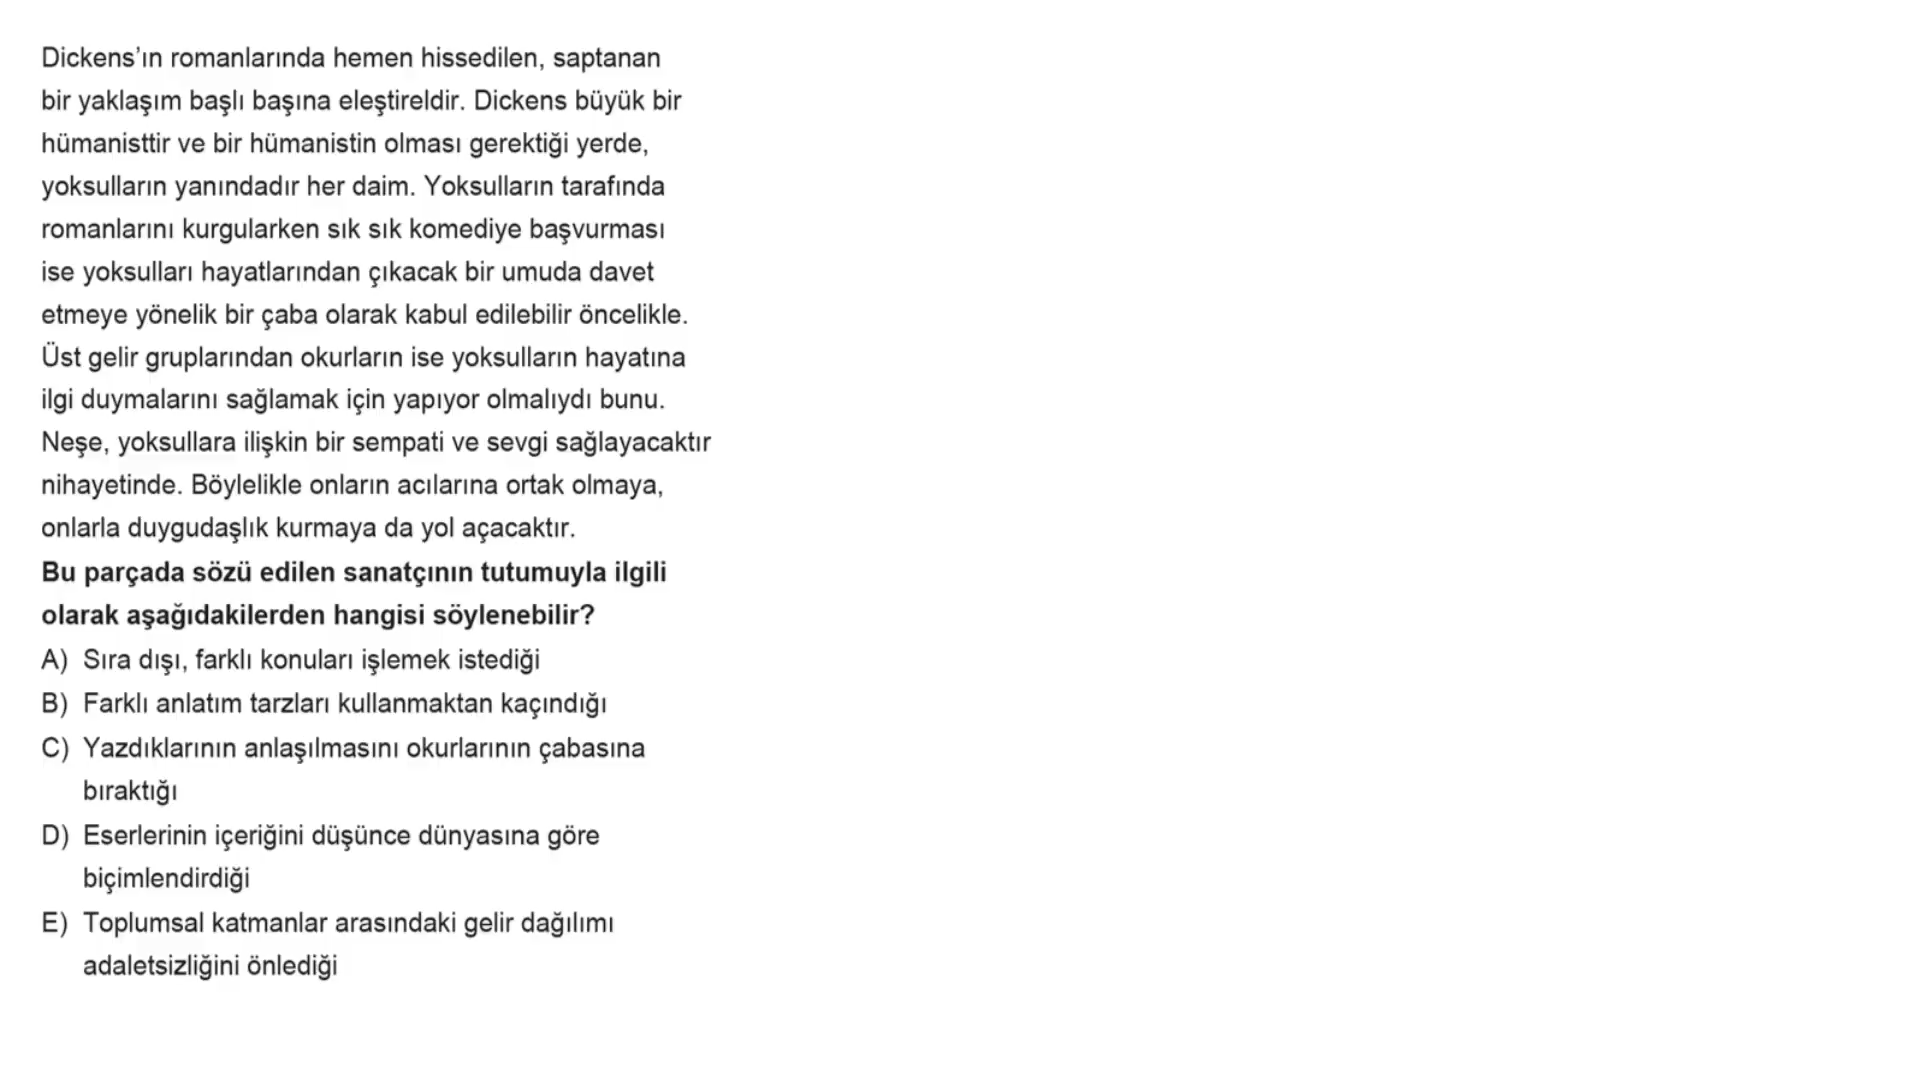 Dickens’ın romanlarında hemen hissedilen, saptanan
bir yaklaşım başlı başına eleştireldir. Dickens büyük bir
hümanisttir ve bir hümanistin olması gerektiği yerde,
yoksulların yanındadır her daim. Yoksulların tarafında
romanlarını kurgularken sık sık komediye başvurması
ise yoksulları hayatlarından çıkacak bir umuda davet
etmeye yönelik bir çaba olarak kabul edilebilir öncelikle.
Üst gelir gruplarından okurların ise yoksulların hayatına
ilgi duymalarını sağlamak için yapıyor olmalıydı bunu.
Neşe, yoksullara ilişkin bir sempati ve sevgi sağlayacaktır
nihayetinde. Böylelikle onların acılarına ortak olmaya,
onlarla duygudaşlık kurmaya da yol açacaktır.
Bu parçada sözü edilen sanatçının tutumuyla ilgili
olarak aşağıdakilerden hangisi söylenebilir?
A) Sıra dışı, farklı konuları işlemek istediği
B) Farklı anlatım tarzları kullanmaktan kaçındığı
C) Yazdıklarının anlaşılmasını okurlarının çabasına
bıraktığı
D) Eserlerinin içeriğini düşünce dünyasına göre
biçimlendirdiği
E) Toplumsal katmanlar arasındaki gelir dağılımı
adaletsizliğini önlediği